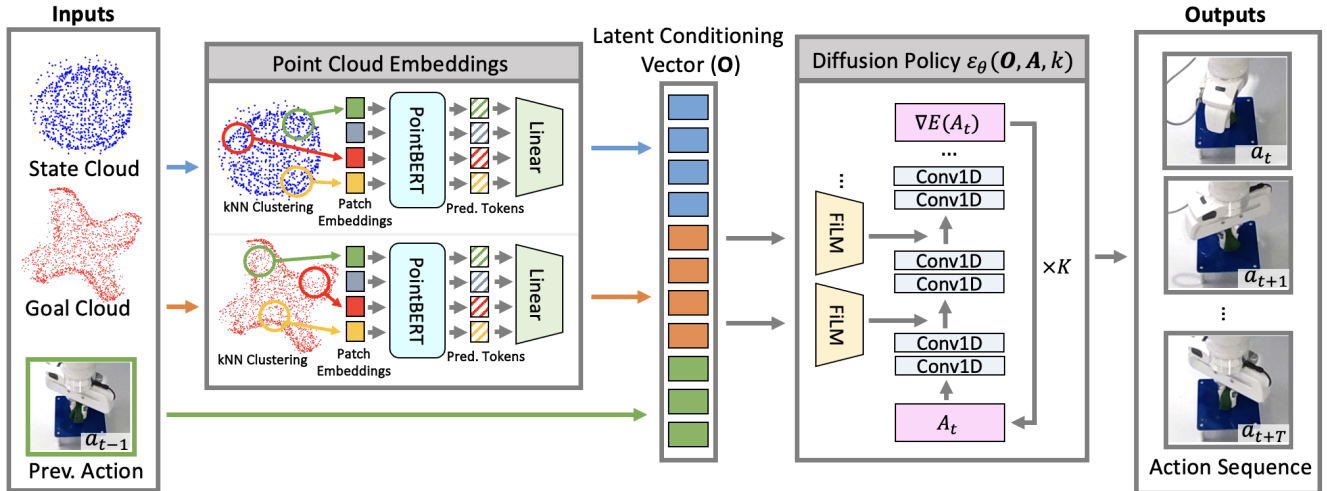 Inputs
State Cloud
Goal Cloud
a_{t-1}
Prev. Action
Point Cloud Embeddings
kNN Clustering
Patch
Embeddings
PointBERT
Pred. Tokens
Linear
kNN Clustering
Patch
Embeddings
PointBERT
Pred. Tokens
Linear
Latent Conditioning
Vector (O)
Diffusion Policy ε_θ(O, A, k)
∇E(A_t)
...
Conv1D
Conv1D
...
FiLM
Conv1D
Conv1D
FiLM
Conv1D
Conv1D
A_t
×K
Outputs
a_t
a_{t+1}
...
a_{t+T}
Action Sequence